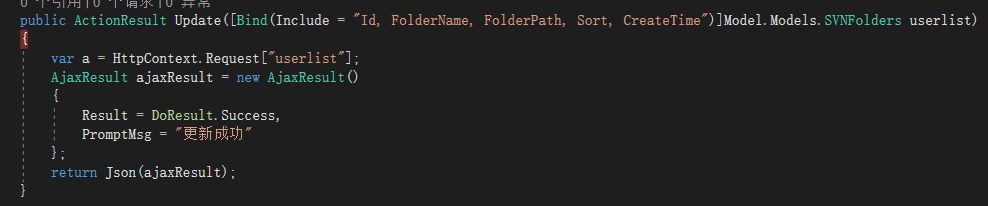 0 个引用|0 个请求|0 异常
public ActionResult Update([Bind(Include = "Id, FolderName, FolderPath, Sort, CreateTime")]Model.Models.SVNFolders userlist)
{
var a = HttpContext.Request["userlist"];
AjaxResult ajaxResult = new AjaxResult()
{
Result = DoResult.Success,
PromptMsg = "更新成功"
};
return Json(ajaxResult);
}